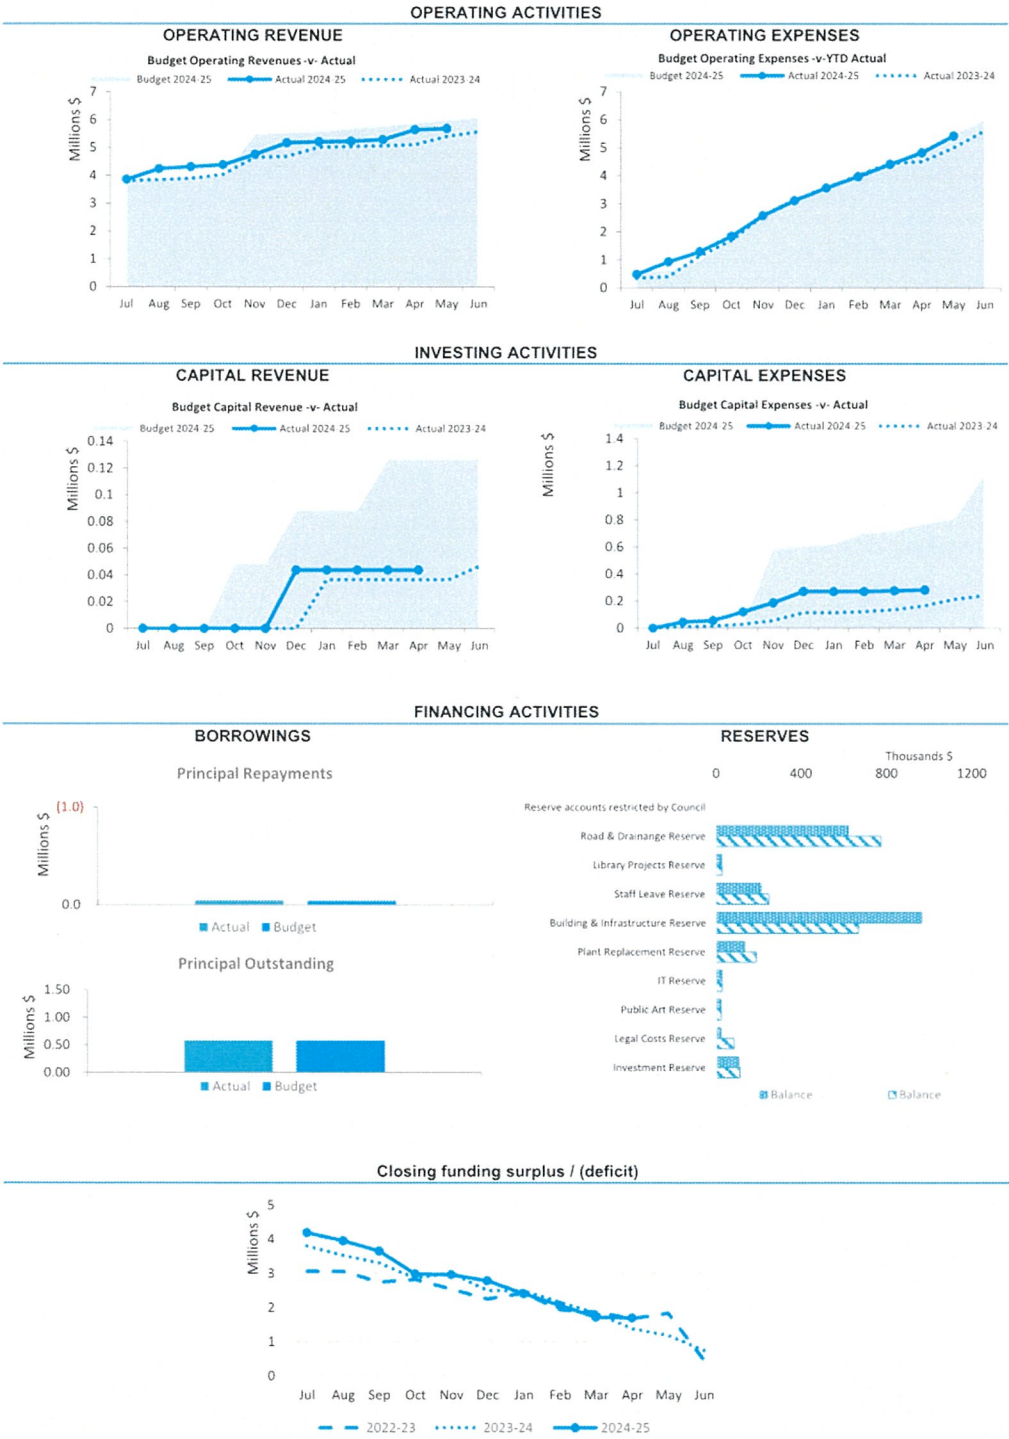 OPERATING ACTIVITIES
OPERATING REVENUE
Budget Operating Revenues -v- Actual
Budget 2024-25 Actual 2024-25 Actual 2023-24
Millions $
7
6
5
4
3
2
1
0
Jul Aug Sep Oct Nov Dec Jan Feb Mar Apr May Jun
OPERATING EXPENSES
Budget Operating Expenses -v-YTD Actual
Budget 2024-25 Actual 2024-25 Actual 2023-24
Millions $
7
6
5
4
3
2
1
0
Jul Aug Sep Oct Nov Dec Jan Feb Mar Apr May Jun
INVESTING ACTIVITIES
CAPITAL REVENUE
Budget Capital Revenue -v- Actual
Budget 2024-25 Actual 2024-25 Actual 2023-24
Millions $
0.14
0.12
0.1
0.08
0.06
0.04
0.02
0
Jul Aug Sep Oct Nov Dec Jan Feb Mar Apr May Jun
CAPITAL EXPENSES
Budget Capital Expenses -v- Actual
Budget 2024-25 Actual 2024-25 Actual 2023-24
Millions $
1.4
1.2
1
0.8
0.6
0.4
0.2
0
Jul Aug Sep Oct Nov Dec Jan Feb Mar Apr May Jun
FINANCING ACTIVITIES
BORROWINGS
Principal Repayments
Millions $
(1.0)
0.0
Actual Budget
Principal Outstanding
Millions $
1.50
1.00
0.50
0.00
Actual Budget
RESERVES
Thousands $
0 400 800 1200
Reserve accounts restricted by Council
Road & Drainange Reserve
Library Projects Reserve
Staff Leave Reserve
Building & Infrastructure Reserve
Plant Replacement Reserve
IT Reserve
Public Art Reserve
Legal Costs Reserve
Investment Reserve
Balance Balance
Closing funding surplus / (deficit)
Millions $
5
4
3
2
1
0
Jul Aug Sep Oct Nov Dec Jan Feb Mar Apr May Jun
2022-23 2023-24 2024-25